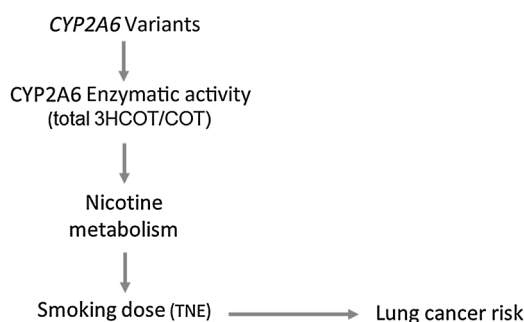 CYP2A6 Variants
CYP2A6 Enzymatic activity
(total 3HCOT/COT)
Nicotine
metabolism
Smoking dose (TNE)
Lung cancer risk